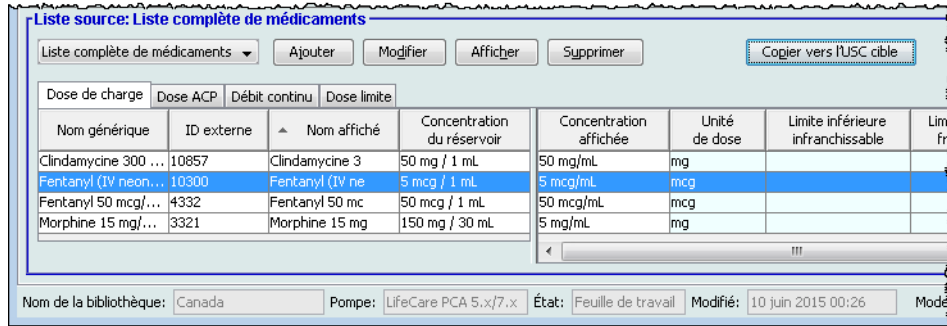 Liste source: Liste complète de médicaments
Liste complète de médicaments Ajouter Modifier Afficher Supprimer Copier vers l'USC cible
Dose de charge Dose ACP Débit continu Dose limite
Nom générique ID externe Nom affiché Concentration du réservoir Concentration affichée Unité de dose Limite inférieure infranchissable Lim fr
Clindamycine 300 ... 10857 Clindamycine 3 50 mg / 1 mL 50 mg/mL mg
Fentanyl (IV neon... 10300 Fentanyl (IV ne 5 mcg / 1 mL 5 mcg/mL mcg
Fentanyl 50 mcg/... 4332 Fentanyl 50 mc 50 mcg / 1 mL 50 mcg/mL mcg
Morphine 15 mg/... 3321 Morphine 15 mg 150 mg / 30 mL 5 mg/mL mg
Nom de la bibliothèque: Canada Pompe: LifeCare PCA 5.x/7.x État: Feuille de travail Modifié: 10 juin 2015 00:26 Modé